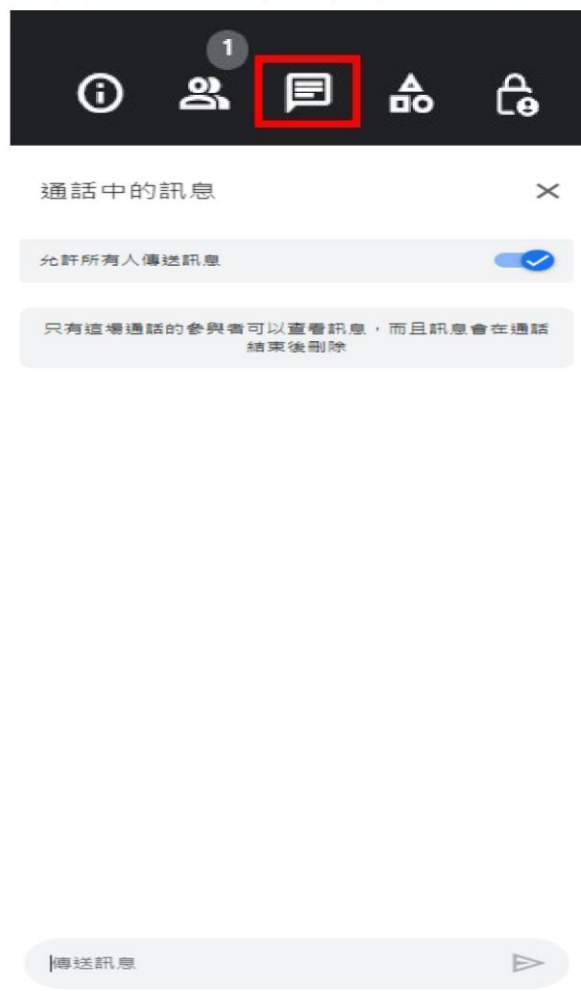 1
通話中的訊息
允許所有人傳送訊息
只有這場通話的參與者可以查看訊息，而且訊息會在通話
結束後刪除
傳送訊息